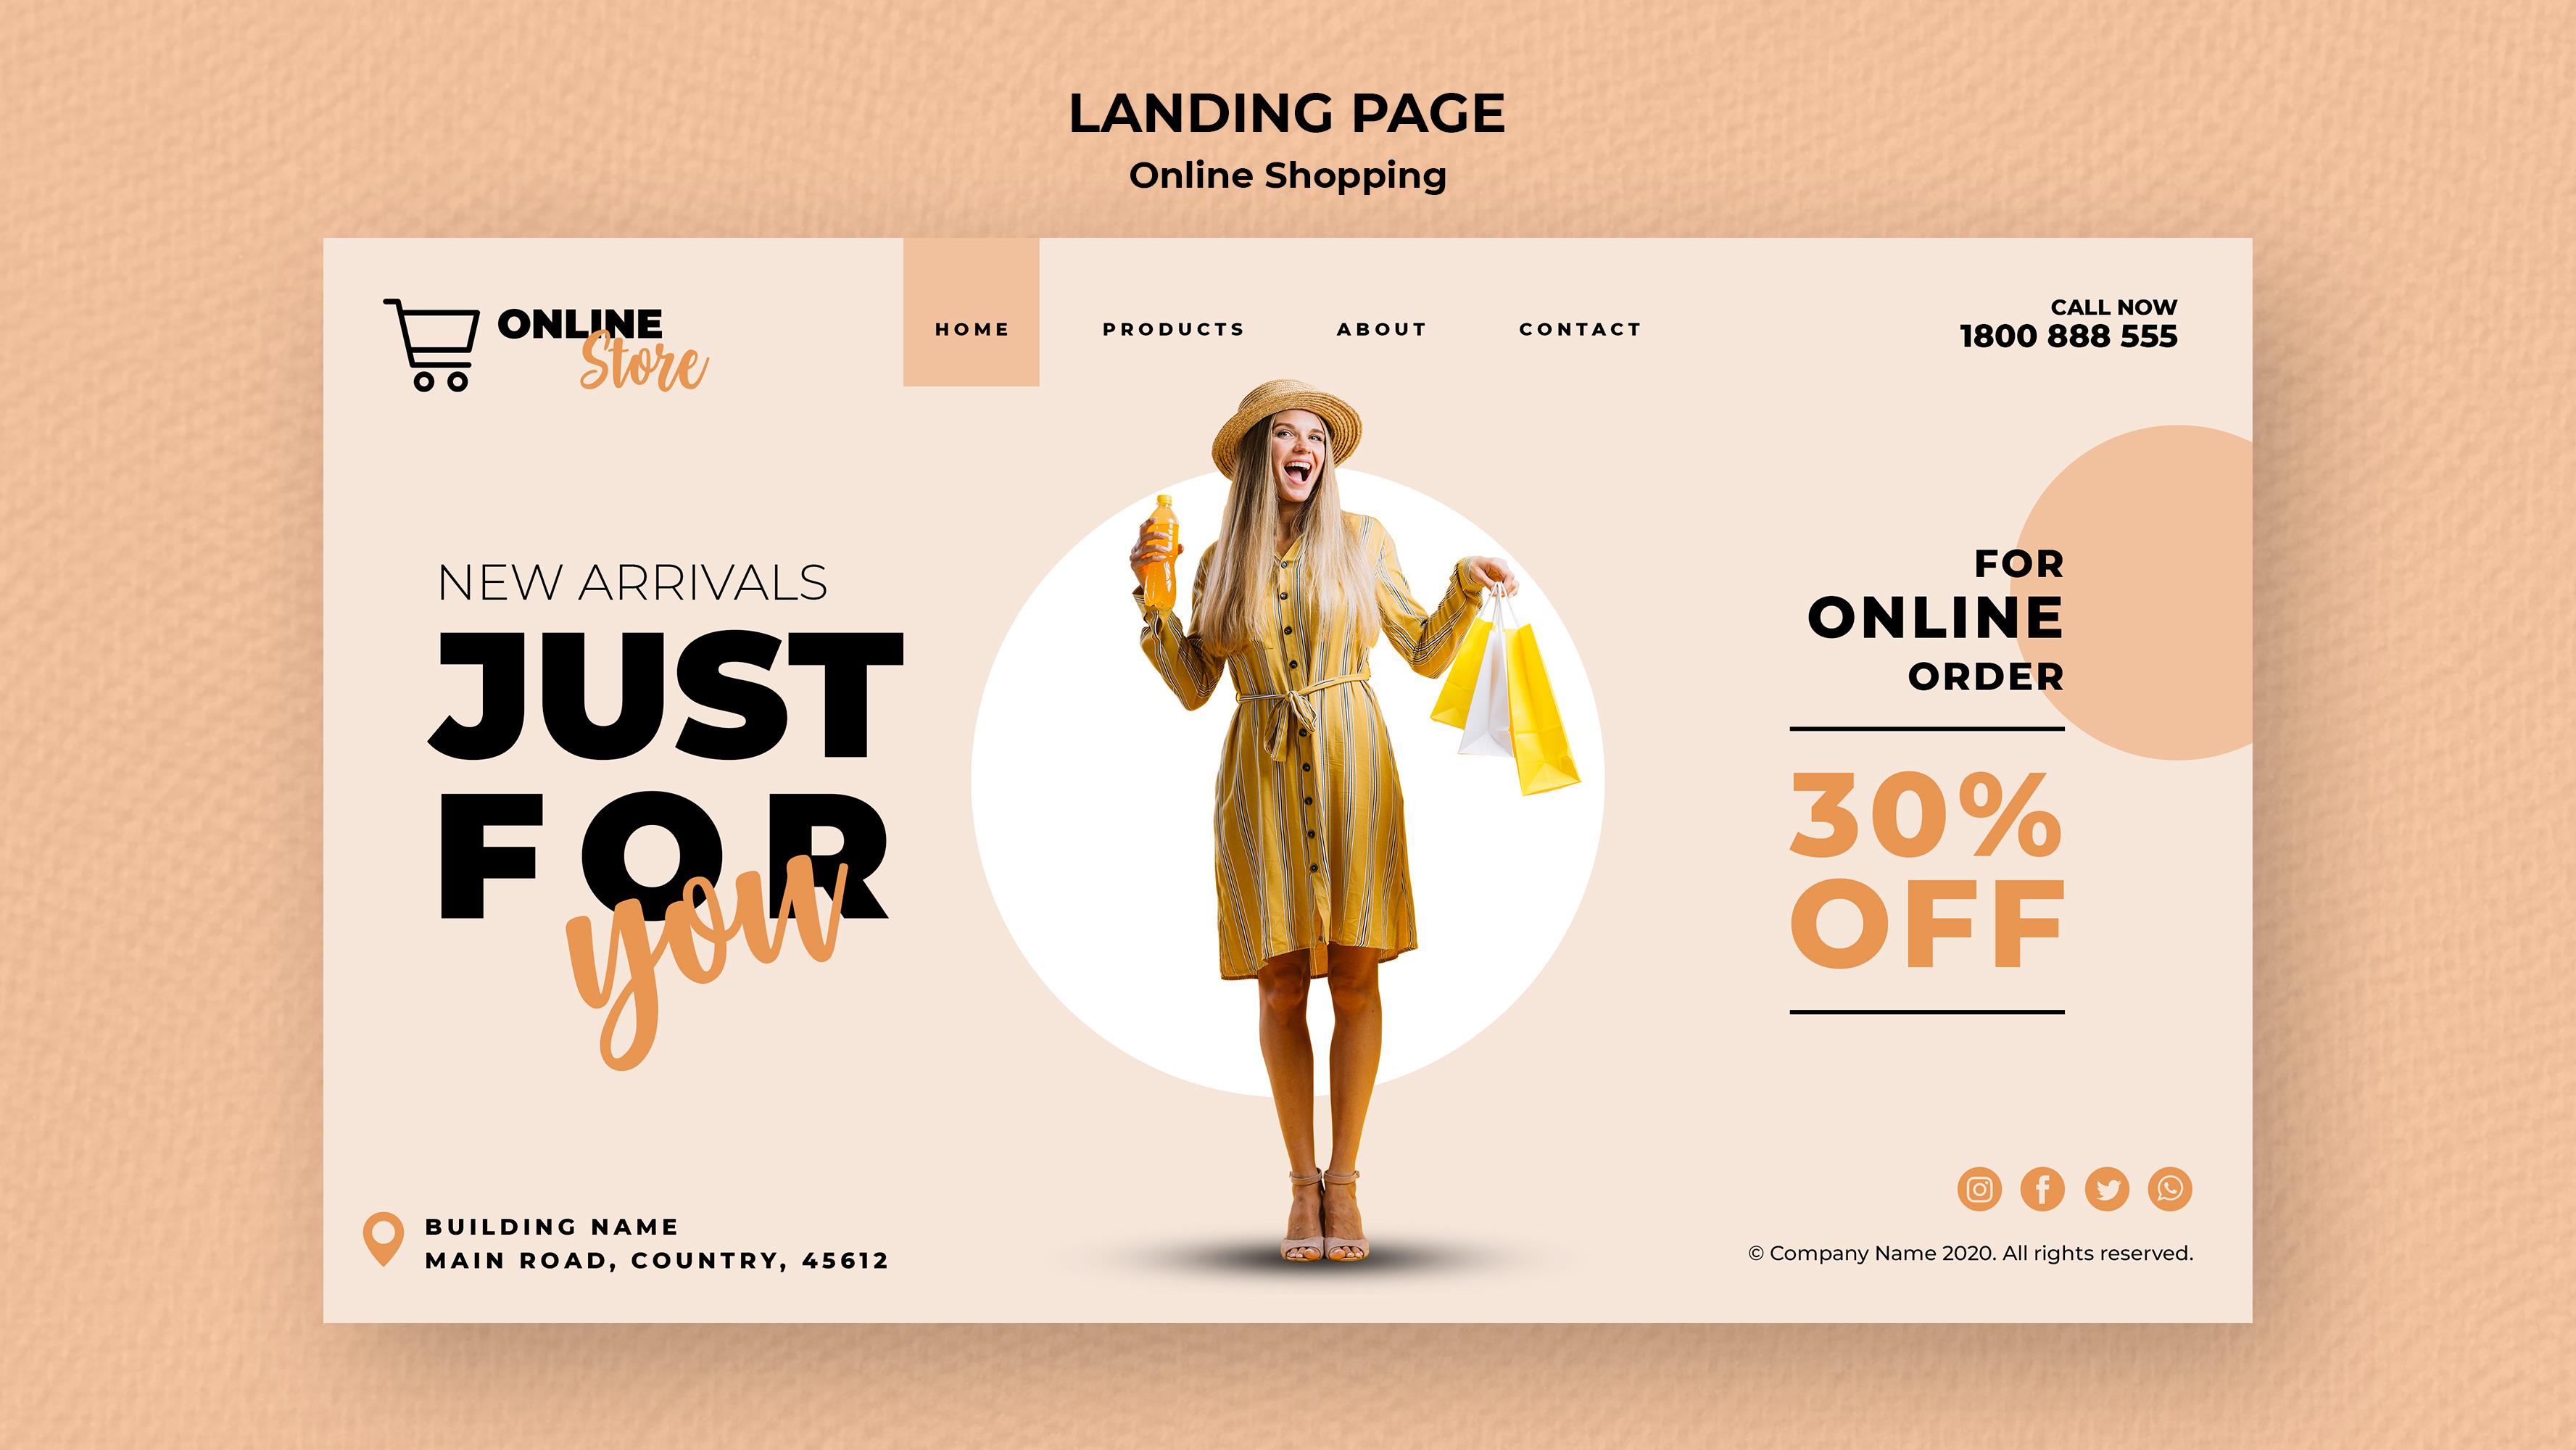 LANDING PAGE
Online Shopping
ONLINE
Store
HOME
PRODUCTS
ABOUT
CONTACT
CALL NOW
1800 888 555
NEW ARRIVALS
JUST
FOR
you
FOR
ONLINE
ORDER
30%
OFF
BUILDING NAME
MAIN ROAD, COUNTRY, 45612
© Company Name 2020. All rights reserved.